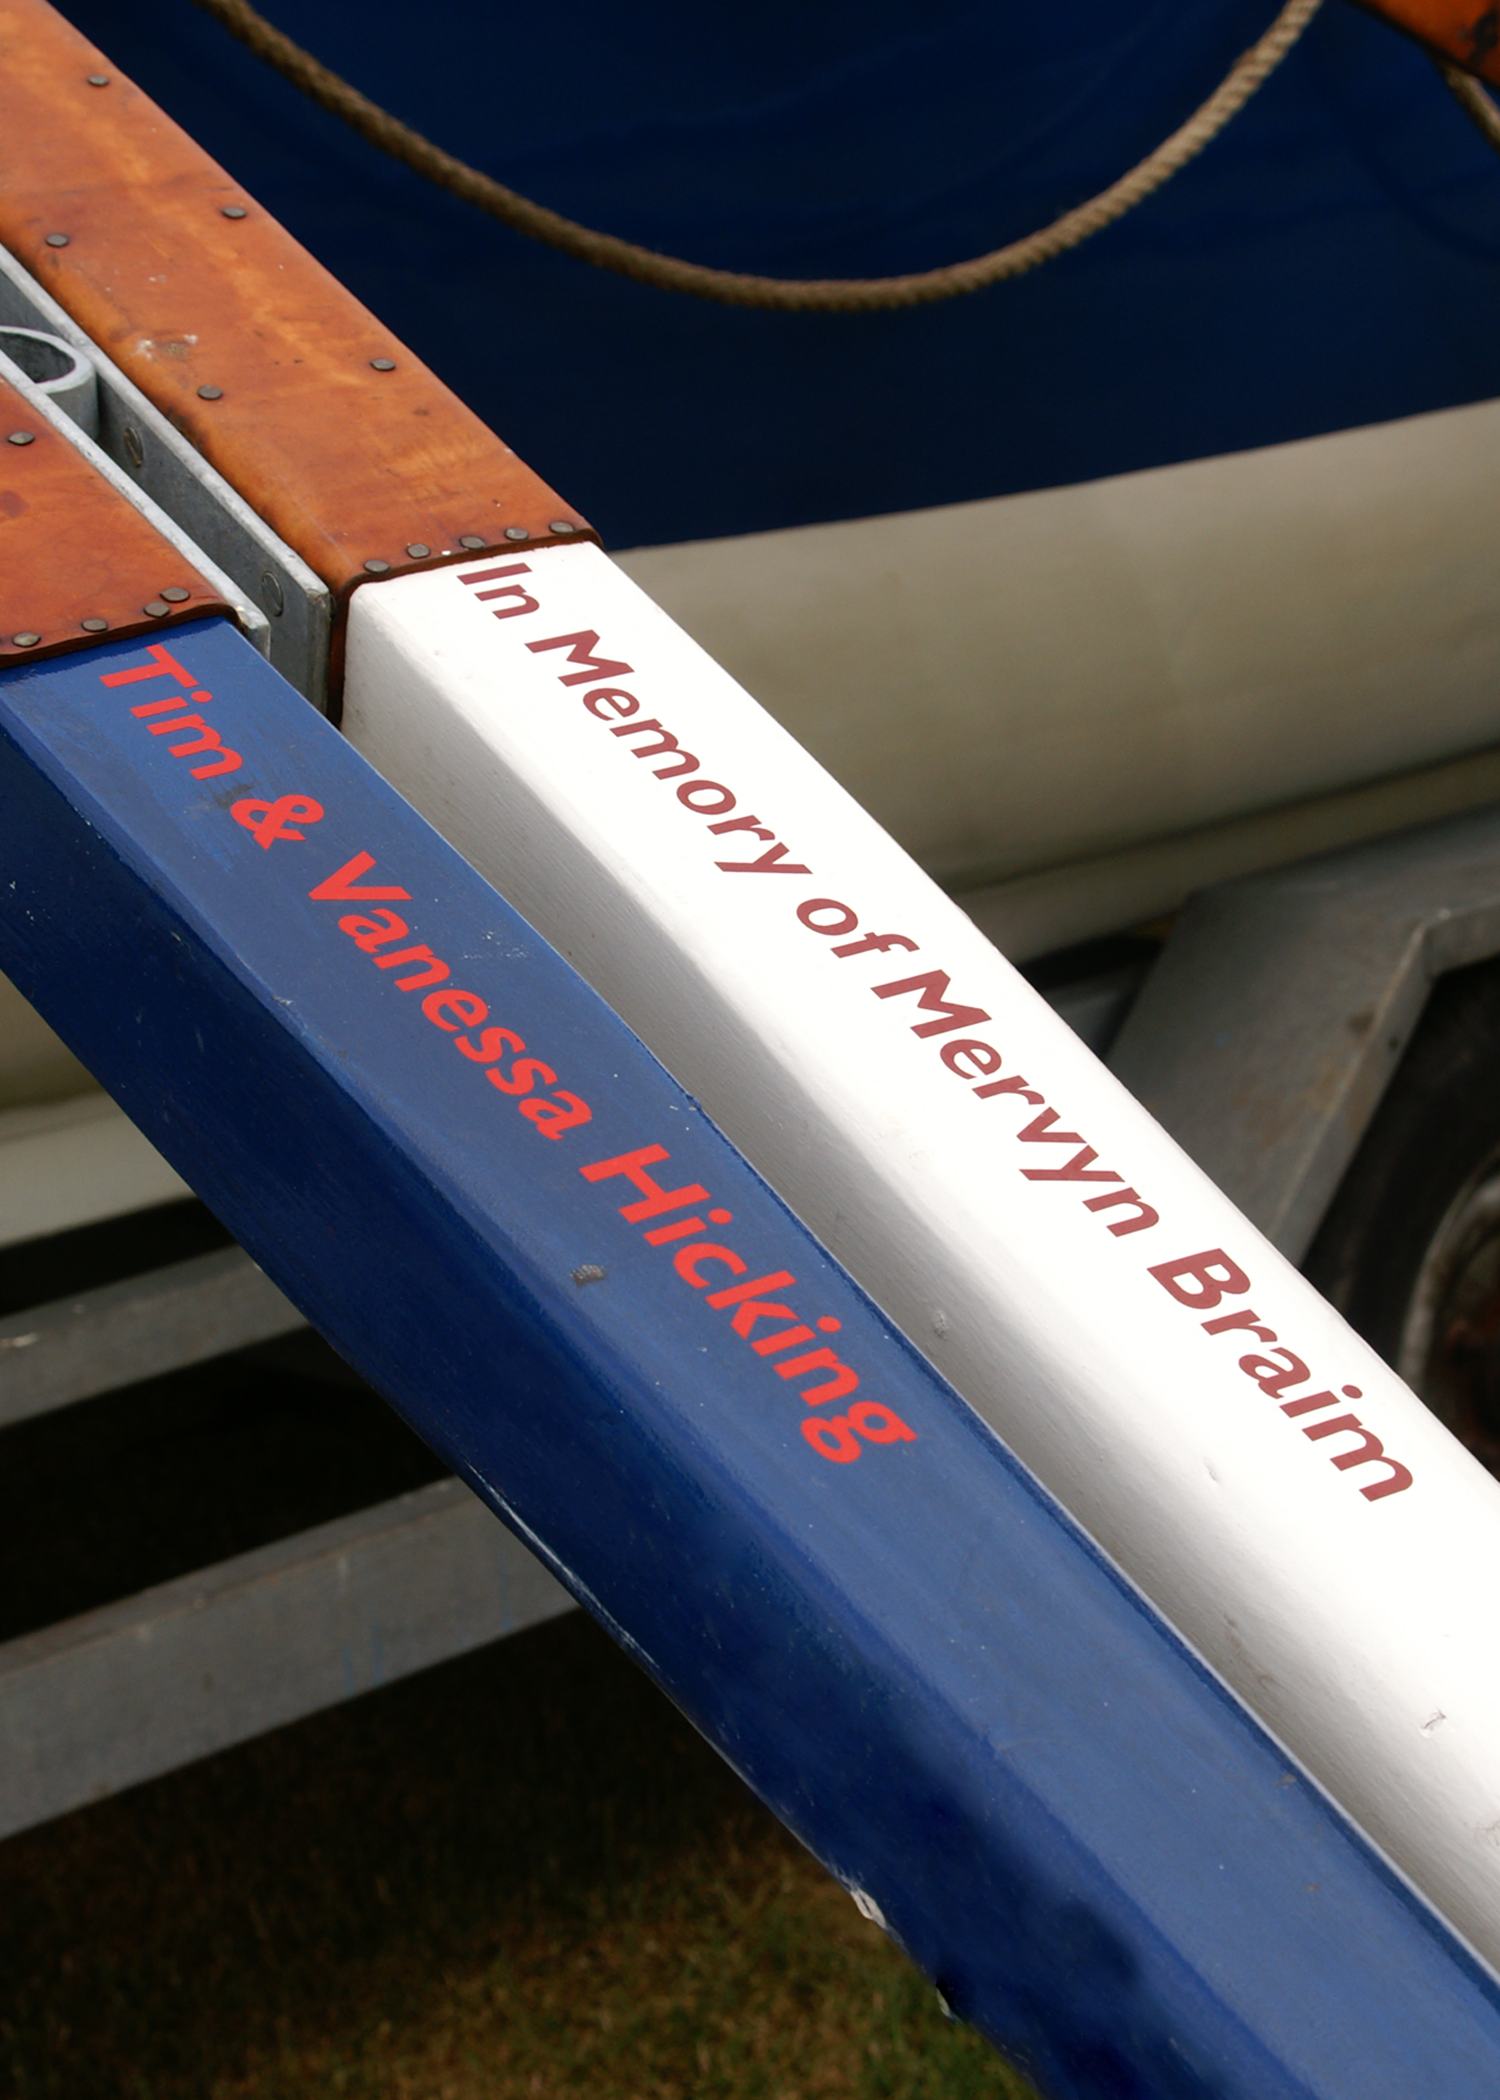 Tim & Vanessa Hicking
In Memory of Mervyn Braim